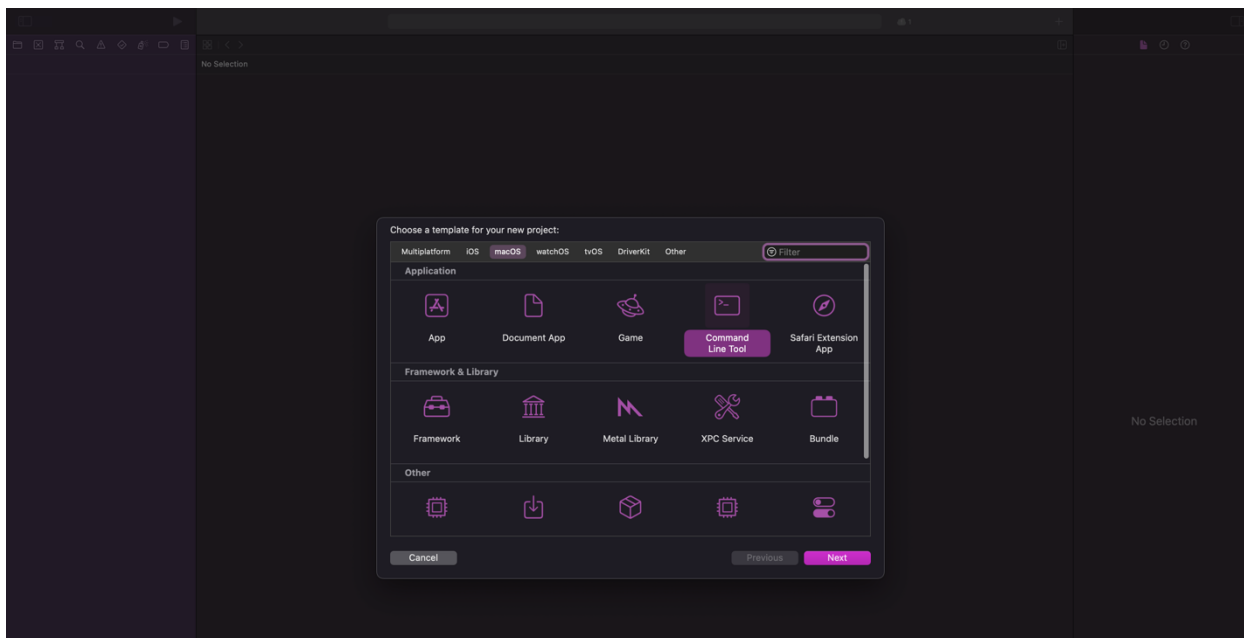 1
No Selection
Choose a template for your new project:
Multiplatform iOS macOS watchOS tvOS DriverKit Other Filter
Application
App Document App Game Command Safari Extension
Line Tool App
Framework & Library
Framework Library Metal Library XPC Service Bundle
No Selection
Other
Cancel Previous Next